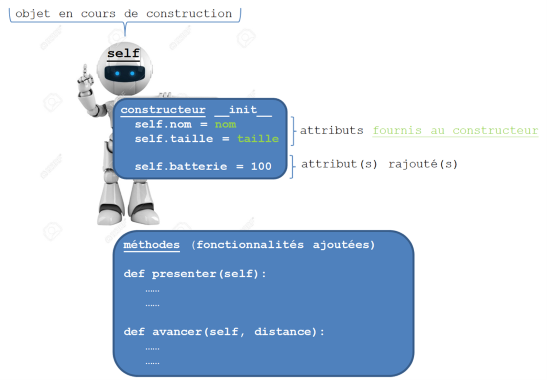 objet en cours de construction
self
constructeur __init__
self.nom = nom
self.taille = taille
attributs fournis au constructeur
self.batterie = 100
attribut(s) rajouté(s)
méthodes (fonctionnalités ajoutées)
def presenter(self):
……
……
def avancer(self, distance):
……
……